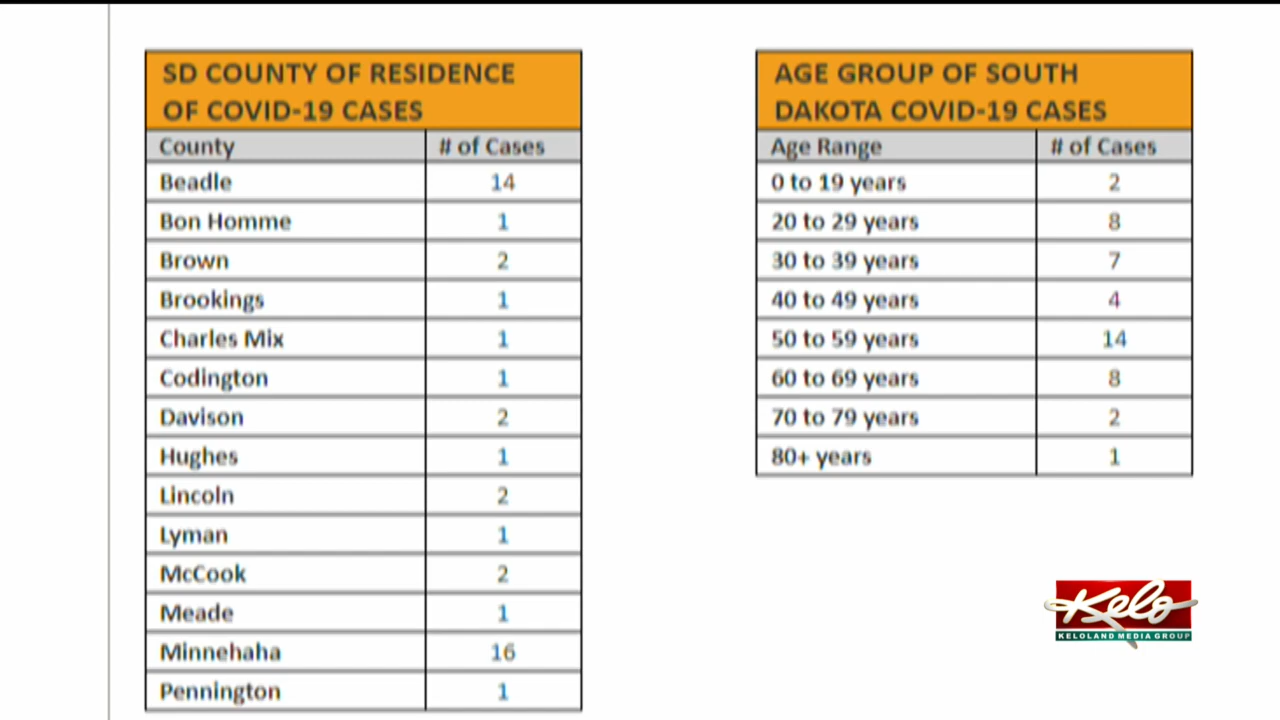 SD COUNTY OF RESIDENCE
OF COVID-19 CASES
County # of Cases
Beadle 14
Bon Homme 1
Brown 2
Brookings 1
Charles Mix 1
Codington 1
Davison 2
Hughes 1
Lincoln 2
Lyman 1
McCook 2
Meade 1
Minnehaha 16
Pennington 1
AGE GROUP OF SOUTH
DAKOTA COVID-19 CASES
Age Range # of Cases
0 to 19 years 2
20 to 29 years 8
30 to 39 years 7
40 to 49 years 4
50 to 59 years 14
60 to 69 years 8
70 to 79 years 2
80+ years 1
Kelo
KELOLAND MEDIA GROUP